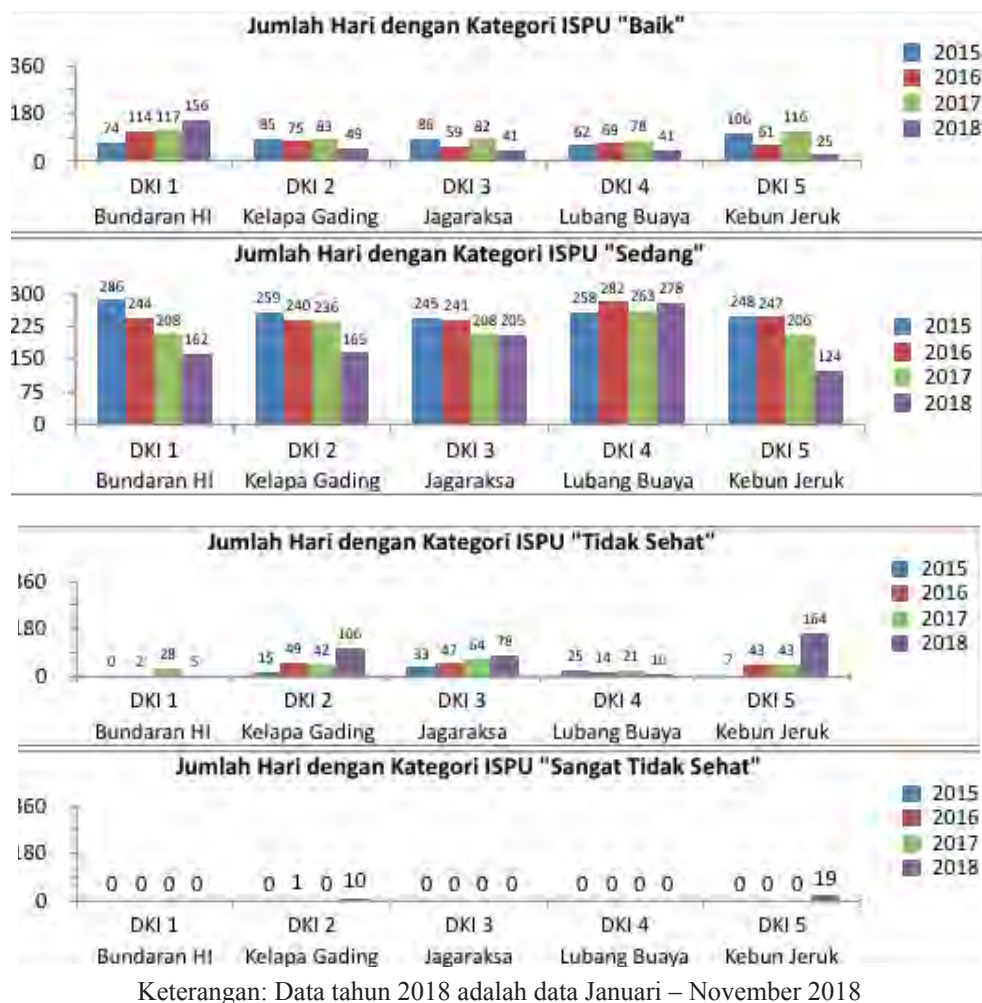 Jumlah Hari dengan Kategori ISPU "Baik"
360
180
0
74 114 117 156
85 75 83 49
86 59 82 41
62 69 78 41
106 61 116 25
2015
2016
2017
2018
DKI 1 DKI 2 DKI 3 DKI 4 DKI 5
Bundaran HI Kelapa Gading Jagaraksa Lubang Buaya Kebun Jeruk
Jumlah Hari dengan Kategori ISPU "Sedang"
300
225
150
75
0
286 244 208 162
259 240 236 165
245 241 208 205
258 282 263 278
248 247 206 124
2015
2016
2017
2018
DKI 1 DKI 2 DKI 3 DKI 4 DKI 5
Bundaran HI Kelapa Gading Jagaraksa Lubang Buaya Kebun Jeruk
Jumlah Hari dengan Kategori ISPU "Tidak Sehat"
360
180
0
0 2 28 5
15 49 42 106
33 47 64 78
25 14 21 10
7 43 43 164
2015
2016
2017
2018
DKI 1 DKI 2 DKI 3 DKI 4 DKI 5
Bundaran HI Kelapa Gading Jagaraksa Lubang Buaya Kebun Jeruk
Jumlah Hari dengan Kategori ISPU "Sangat Tidak Sehat"
360
180
0
0 0 0 0
0 1 0 10
0 0 0 0
0 0 0 0
0 0 0 19
2015
2016
2017
2018
DKI 1 DKI 2 DKI 3 DKI 4 DKI 5
Bundaran HI Kelapa Gading Jagaraksa Lubang Buaya Kebun Jeruk
Keterangan: Data tahun 2018 adalah data Januari – November 2018